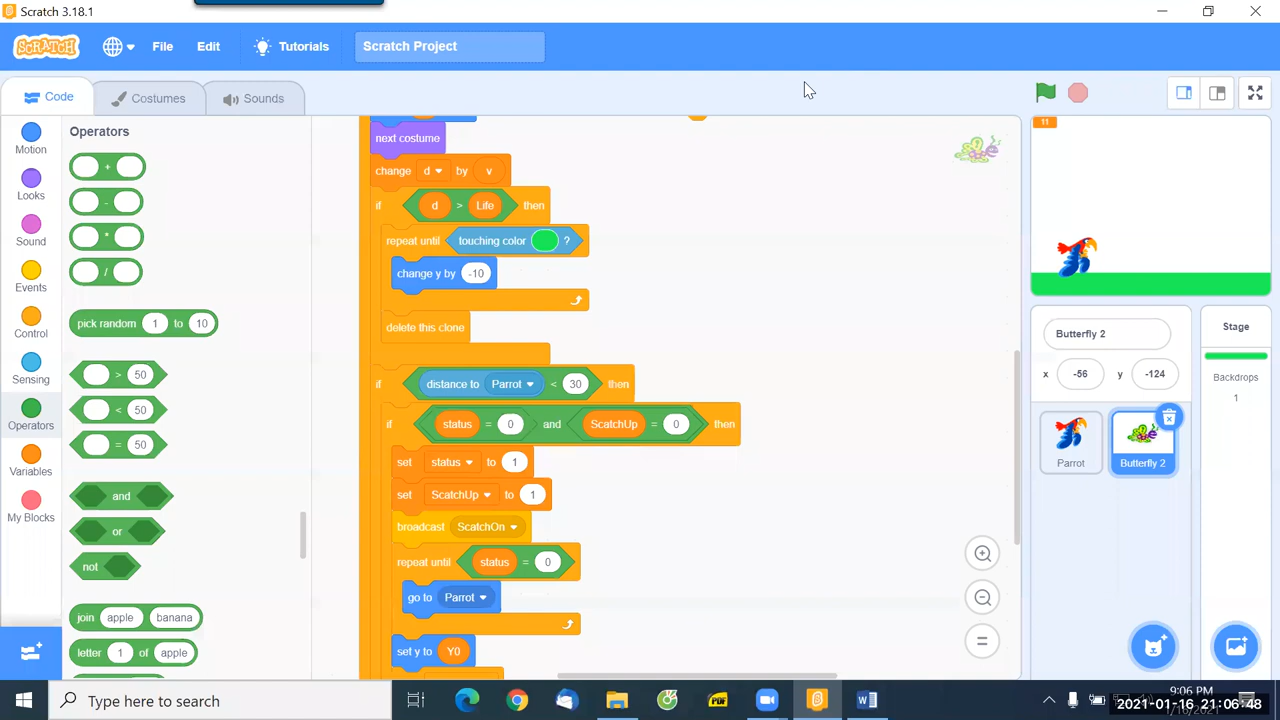 Scratch 3.18.1
SCRATCH
File
Edit
Tutorials
Scratch Project
Code
Costumes
Sounds
Motion
Looks
Sound
Events
Control
Sensing
Operators
Variables
My Blocks
Operators
+
-
*
/
pick random 1 to 10
> 50
< 50
= 50
and
or
not
join apple banana
letter 1 of apple
next costume
change d by v
if d > Life then
repeat until touching color ?
change y by -10
delete this clone
if distance to Parrot < 30 then
if status = 0 and ScatchUp = 0 then
set status to 1
set ScatchUp to 1
broadcast ScatchOn
repeat until status = 0
go to Parrot
set y to Y0
11
Butterfly 2
x -56 y -124
Parrot
Butterfly 2
Stage
Backdrops
1
Type here to search
PDF
W
9:06 PM
2021-01-16 21:06:48